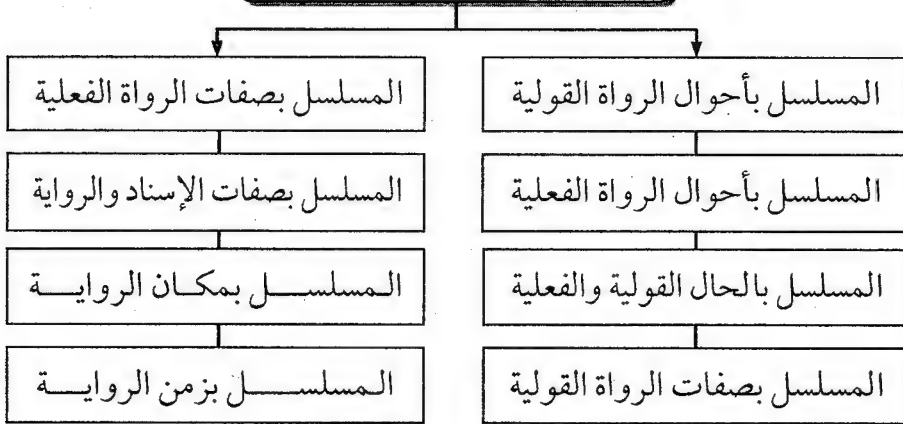 المسلسل بأحوال الرواة القولية
المسلسل بأحوال الرواة الفعلية
المسلسل بالحال القولية والفعلية
المسلسل بصفات الرواة القولية
المسلسل بصفات الرواة الفعلية
المسلسل بصفات الإسناد والرواية
المسلسل بمكان الرواية
المسلسل بزمن الرواية